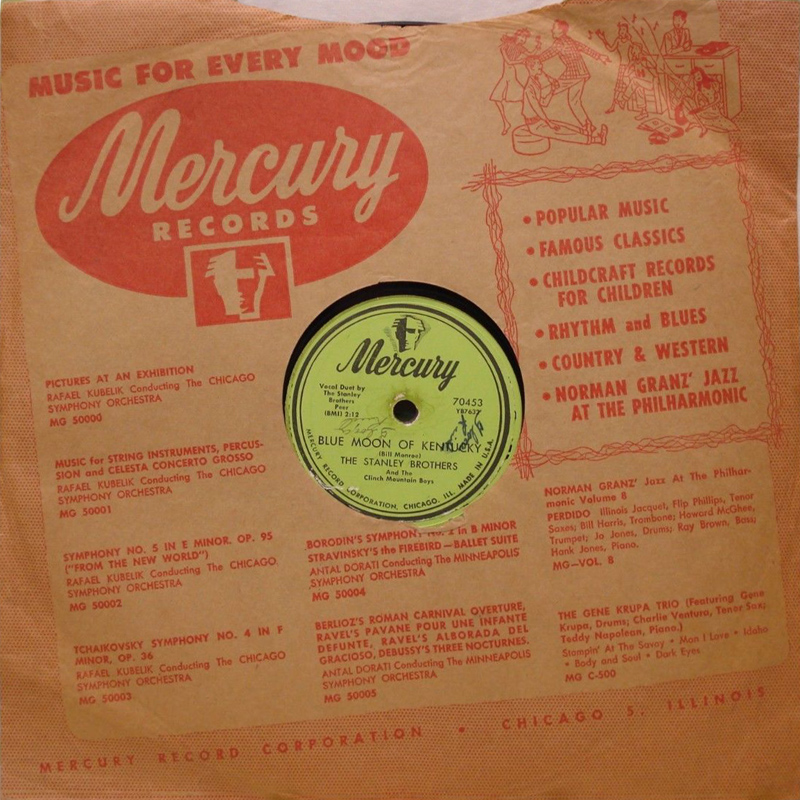 MUSIC FOR EVERY MOOD
Mercury
RECORDS
• POPULAR MUSIC
• FAMOUS CLASSICS
• CHILDCRAFT RECORDS
FOR CHILDREN
• RHYTHM and BLUES
• COUNTRY & WESTERN
• NORMAN GRANZ' JAZZ
AT THE PHILHARMONIC
Mercury
Vocal Duet by
The Stanley
Brothers
Peer
(BMI) 2:12
70453
BLUE MOON OF KENTUCKY
(Bill Monroe)
THE STANLEY BROTHERS
And The
Clinch Mountain Boys
MERCURY RECORD CORPORATION, CHICAGO, ILL. MADE IN U.S.A.
PICTURES AT AN EXHIBITION
RAFAEL KUBELIK Conducting The CHICAGO
SYMPHONY ORCHESTRA
MG 50000
MUSIC for STRING INSTRUMENTS, PERCUS-
SION and CELESTA CONCERTO GROSSO
RAFAEL KUBELIK Conducting The CHICAGO
SYMPHONY ORCHESTRA
MG 50001
SYMPHONY NO. 5 IN E MINOR, OP. 95
("FROM THE NEW WORLD")
RAFAEL KUBELIK Conducting The CHICAGO
SYMPHONY ORCHESTRA
MG 50002
TCHAIKOVSKY SYMPHONY NO. 4 IN F
MINOR, OP. 36
RAFAEL KUBELIK Conducting The CHICAGO
SYMPHONY ORCHESTRA
MG 50003
BORODIN'S SYMPHONY NO. 2 in B MINOR
STRAVINSKY'S the FIREBIRD—BALLET SUITE
ANTAL DORATI Conducting The MINNEAPOLIS
SYMPHONY ORCHESTRA
MG 50004
BERLIOZ'S ROMAN CARNIVAL OVERTURE,
RAVEL'S PAVANE POUR UNE INFANTE
DEFUNTE, RAVEL'S ALBORADA DEL
GRACIOSO, DEBUSSY'S THREE NOCTURNES.
ANTAL DORATI Conducting The MINNEAPOLIS
SYMPHONY ORCHESTRA
MG 50005
NORMAN GRANZ' Jazz At The Philhar-
monic Volume 8
PERDIDO Illinois Jacquet, Flip Phillips, Tenor
Saxes; Bill Harris, Trombone; Howard McGhee,
Trumpet; Jo Jones, Drums; Ray Brown, Bass;
Hank Jones, Piano.
MG—VOL. 8
THE GENE KRUPA TRIO (Featuring Gene
Krupa, Drums; Charlie Ventura, Tenor Sax;
Teddy Napoleon, Piano.)
Stompin' At The Savoy • Man I Love • Idaho
• Body and Soul • Dark Eyes
MG C-500
MERCURY RECORD CORPORATION • CHICAGO 5, ILLINOIS